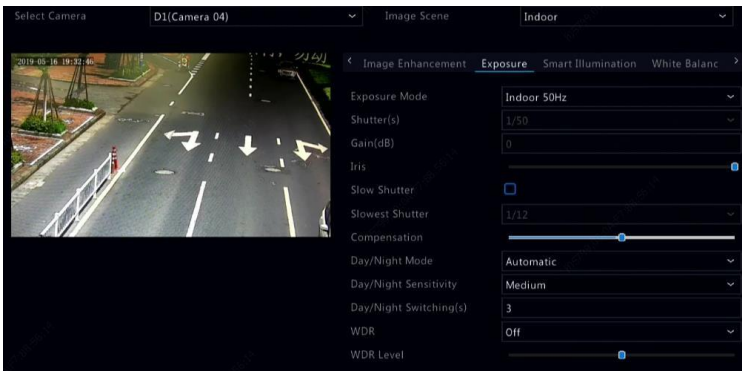 Select Camera D1(Camera 04) Image Scene Indoor
2019-05-16 19:32:46
Image Enhancement Exposure Smart Illumination White Balanc
Exposure Mode Indoor 50Hz
Shutter(s) 1/50
Gain(dB) 0
Iris
Slow Shutter
Slowest Shutter 1/12
Compensation
Day/Night Mode Automatic
Day/Night Sensitivity Medium
Day/Night Switching(s) 3
WDR Off
WDR Level